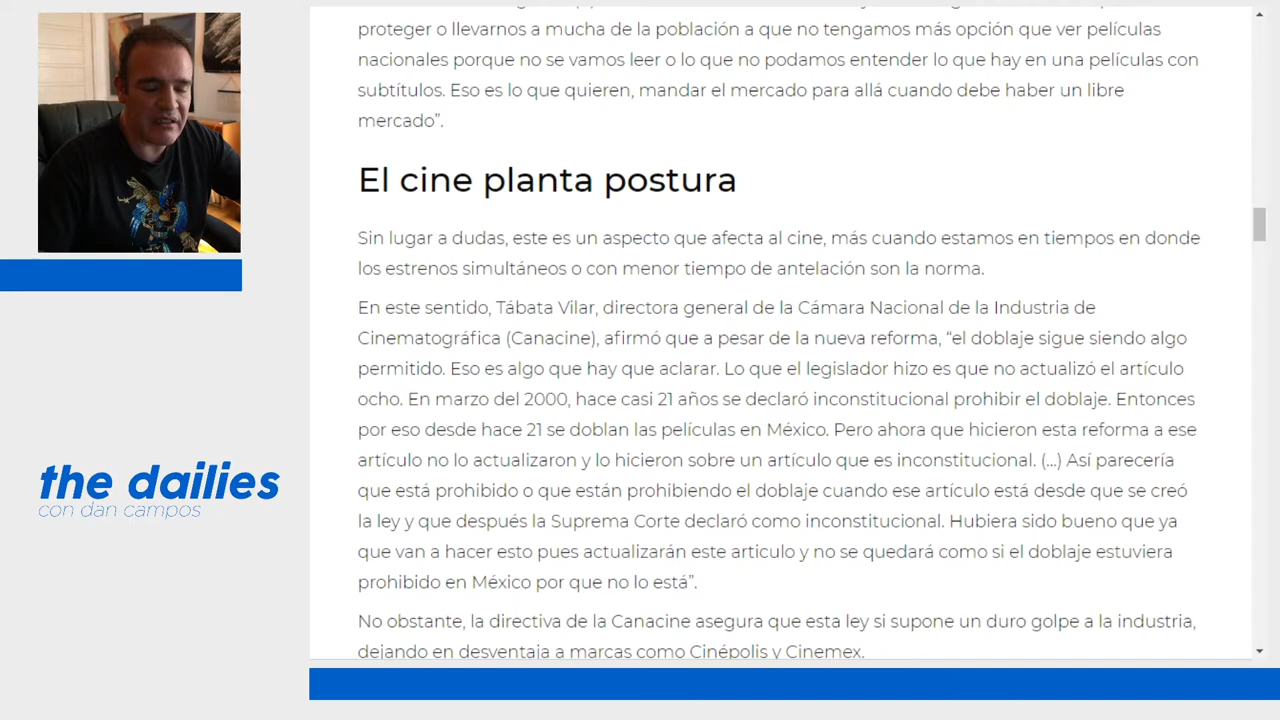 proteger o llevarnos a mucha de la población a que no tengamos más opción que ver películas
nacionales porque no se vamos leer o lo que no podamos entender lo que hay en una películas con
subtítulos. Eso es lo que quieren, mandar el mercado para allá cuando debe haber un libre
mercado”.
El cine planta postura
Sin lugar a dudas, este es un aspecto que afecta al cine, más cuando estamos en tiempos en donde
los estrenos simultáneos o con menor tiempo de antelación son la norma.
En este sentido, Tábata Vilar, directora general de la Cámara Nacional de la Industria de
Cinematográfica (Canacine), afirmó que a pesar de la nueva reforma, “el doblaje sigue siendo algo
permitido. Eso es algo que hay que aclarar. Lo que el legislador hizo es que no actualizó el artículo
ocho. En marzo del 2000, hace casi 21 años se declaró inconstitucional prohibir el doblaje. Entonces
por eso desde hace 21 se doblan las películas en México. Pero ahora que hicieron esta reforma a ese
artículo no lo actualizaron y lo hicieron sobre un artículo que es inconstitucional. (…) Así parecería
que está prohibido o que están prohibiendo el doblaje cuando ese artículo está desde que se creó
la ley y que después la Suprema Corte declaró como inconstitucional. Hubiera sido bueno que ya
que van a hacer esto pues actualizarán este articulo y no se quedará como si el doblaje estuviera
prohibido en México por que no lo está”.
No obstante, la directiva de la Canacine asegura que esta ley si supone un duro golpe a la industria,
dejando en desventaja a marcas como Cinépolis y Cinemex.
the dailies
con dan campos